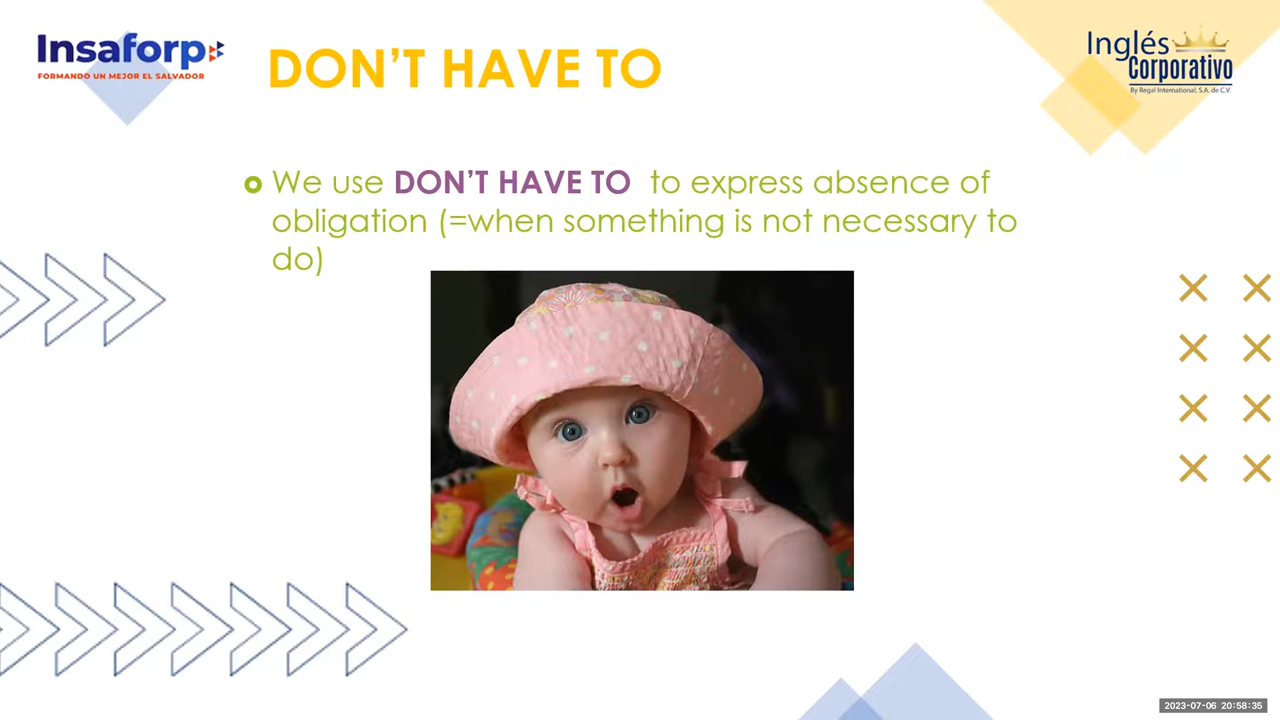 Insaforp
FORMANDO UN MEJOR EL SALVADOR
DON'T HAVE TO
Inglés
Corporativo
By Regal International, S.A. de C.V.
We use DON'T HAVE TO to express absence of
obligation (=when something is not necessary to
do)
2023-07-06 20:58:35